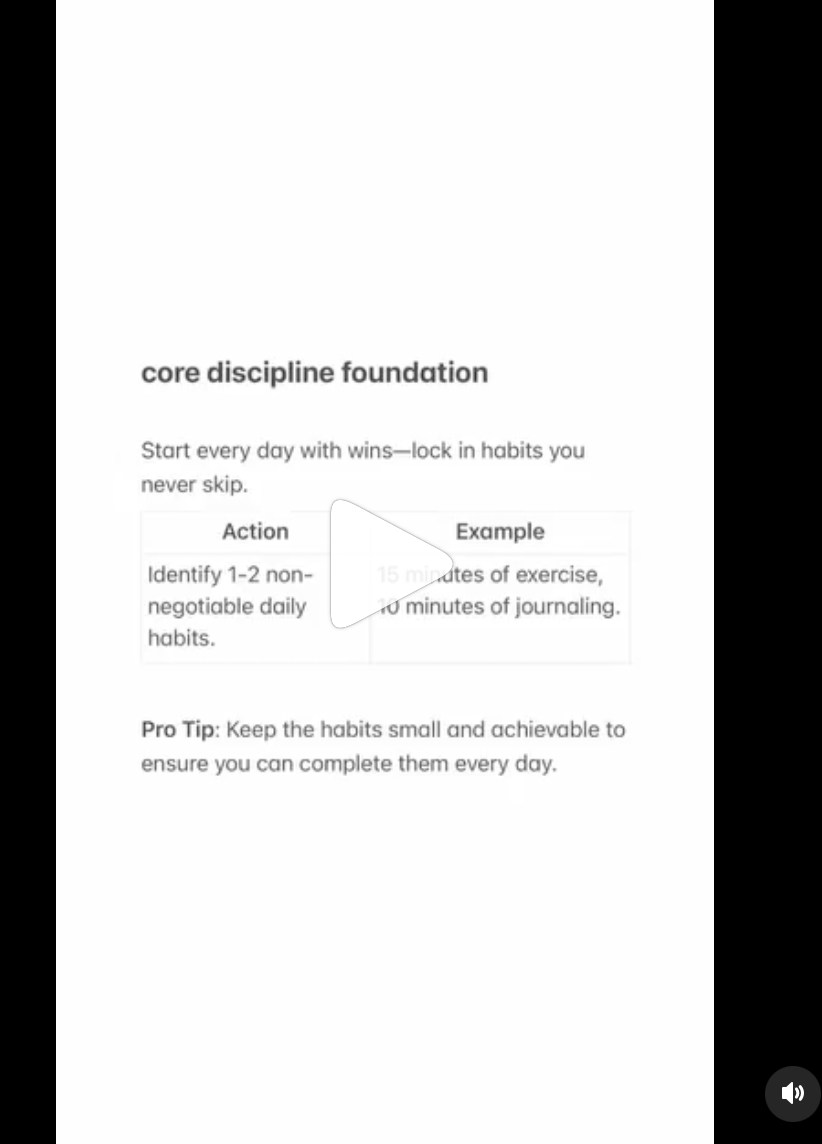 core discipline foundation
Start every day with wins—lock in habits you
never skip.
Action Example
Identify 1-2 non- 15 minutes of exercise,
negotiable daily 10 minutes of journaling.
habits.
Pro Tip: Keep the habits small and achievable to
ensure you can complete them every day.